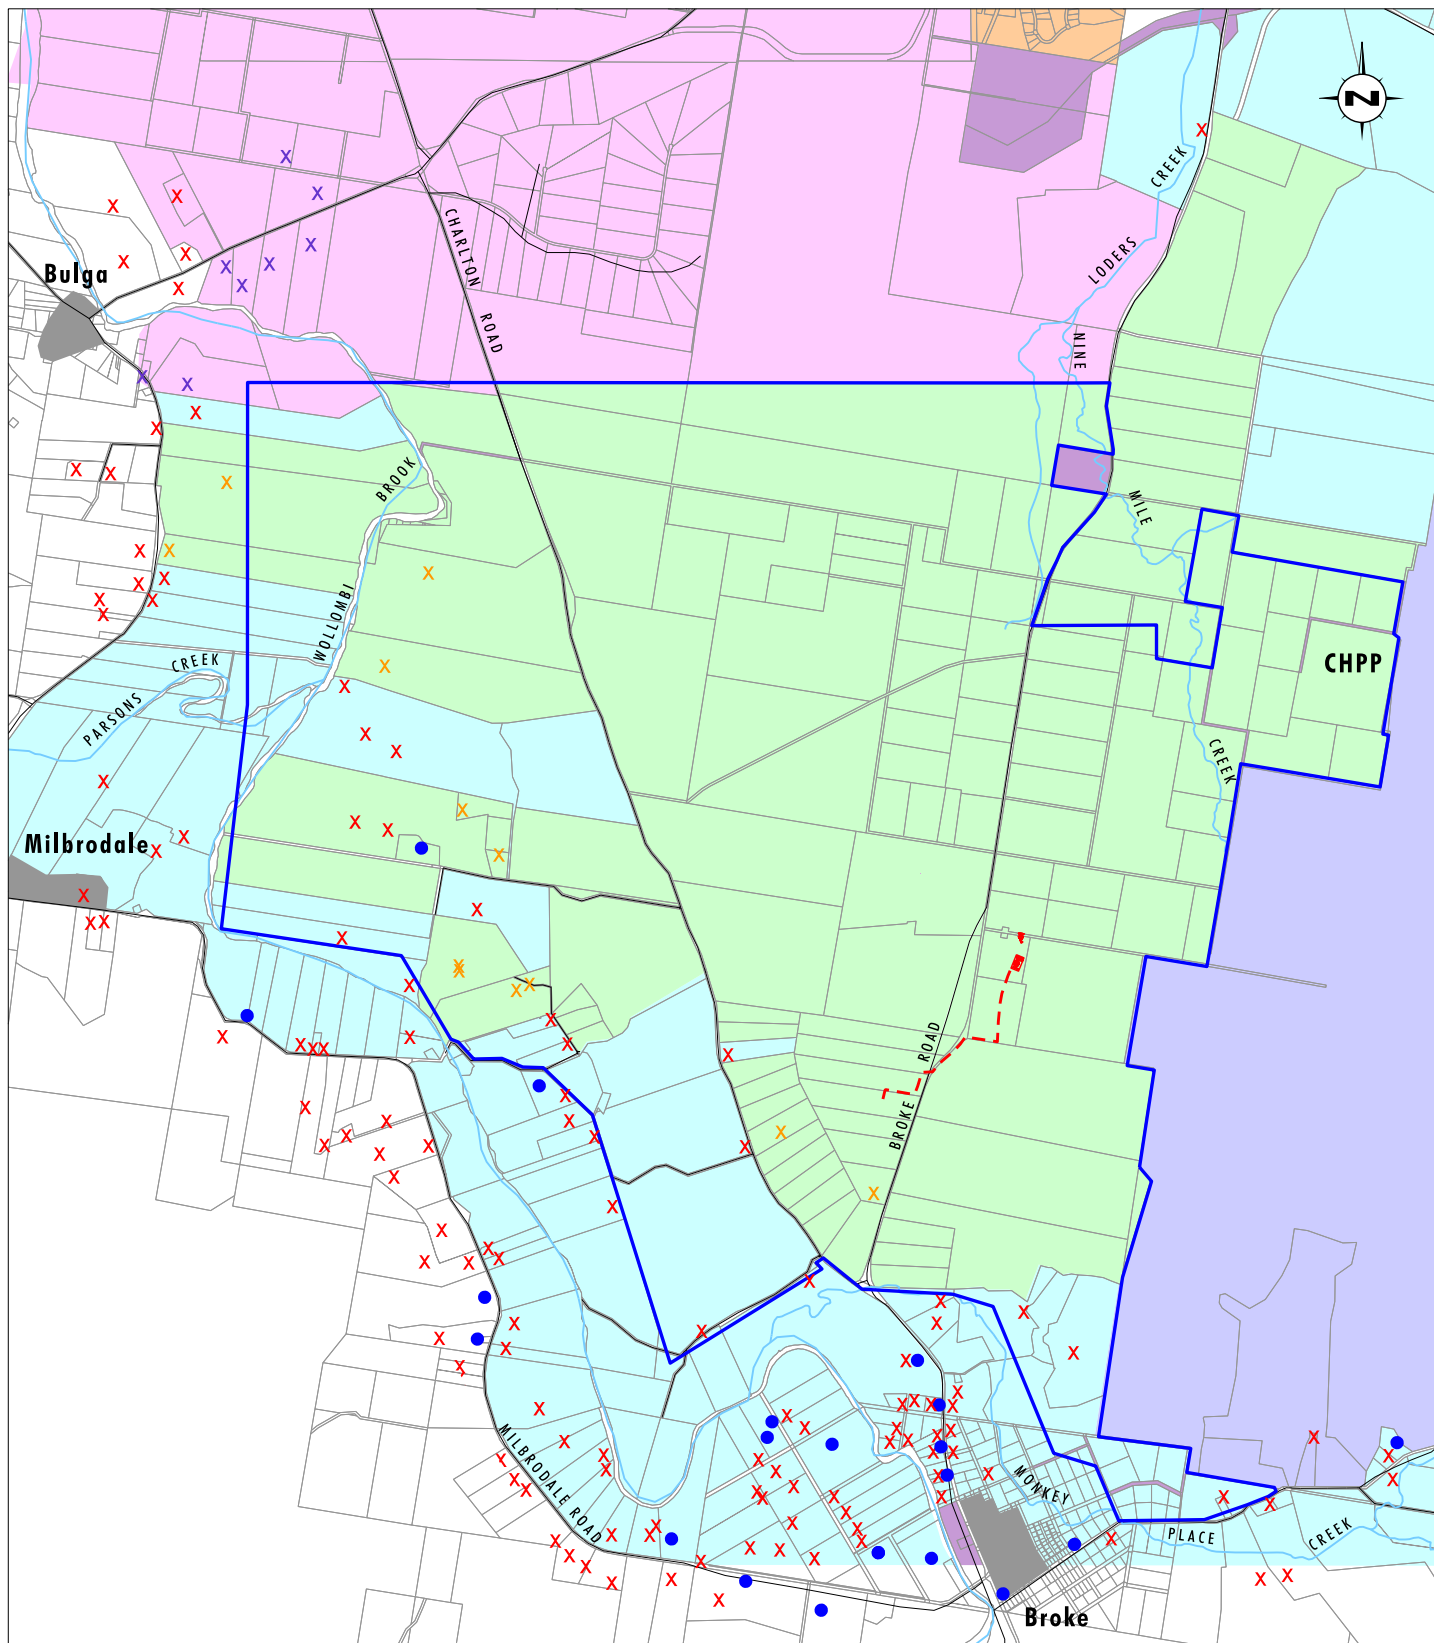 N
CREEK
LODERS
CHARLTON
ROAD
Bulga
NINE
BROOK
MILE
WOLLOMBI
CREEK
PARSONS
CHPP
CREEK
Milbrodale
ROAD
BROKE
MILBRODALE ROAD
MONKEY
PLACE
CREEK
Broke